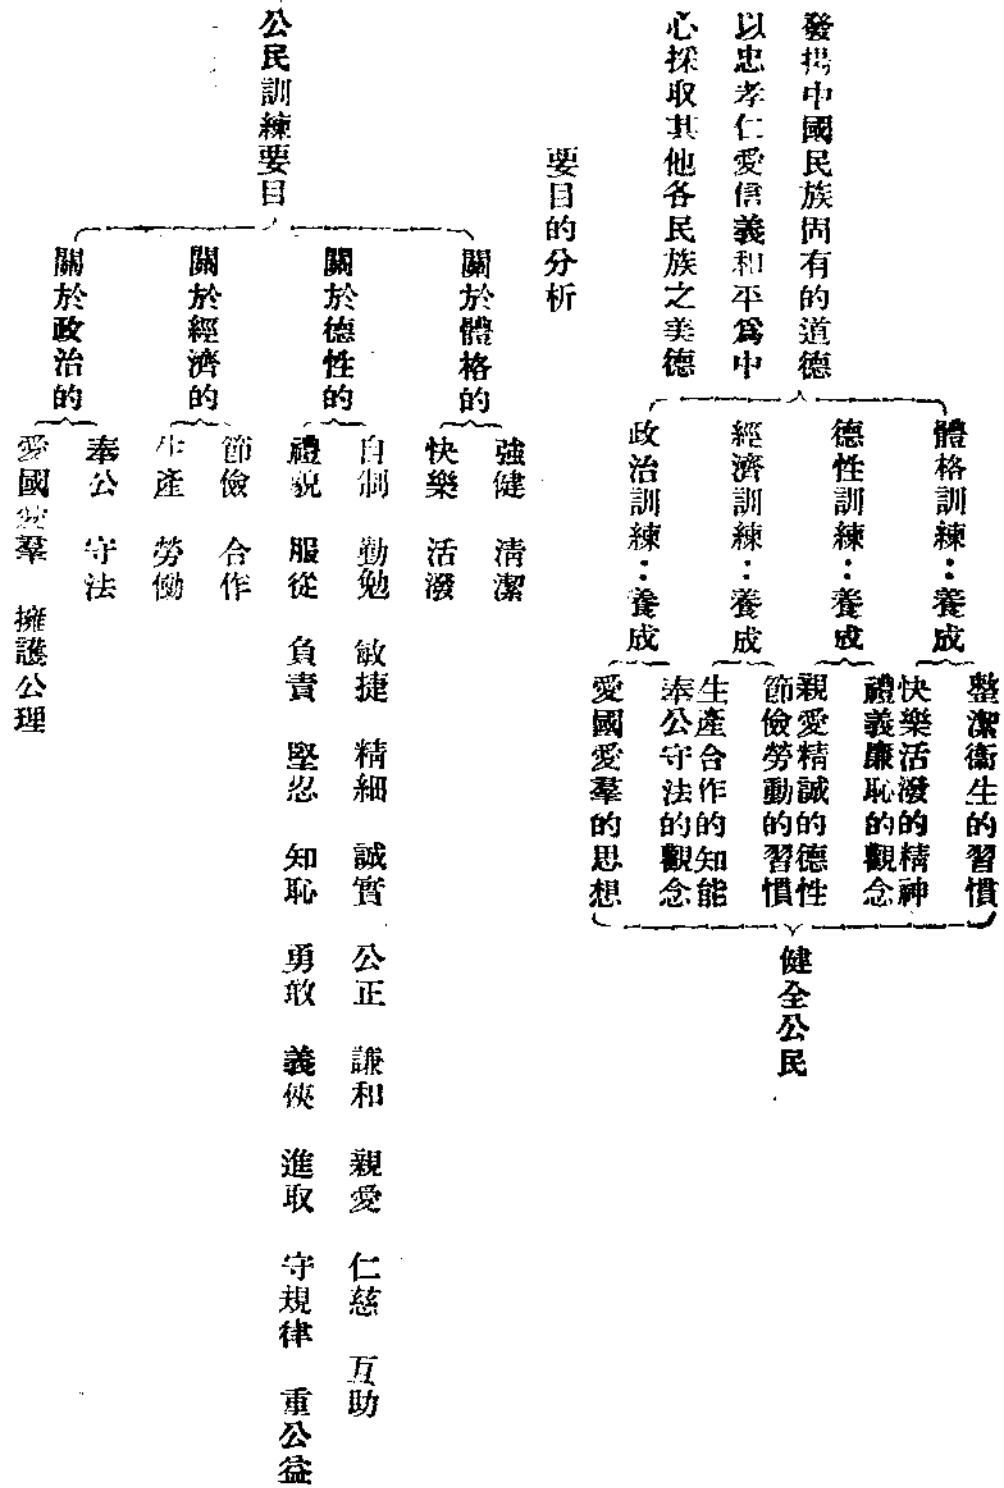 發揚中國民族固有的道德
以忠孝仁愛信義和平爲中
心採取其他各民族之美德
體格訓練：養成
整潔衞生的習慣
快樂活潑的精神
德性訓練：養成
禮義廉恥的觀念
親愛精誠的德性
經濟訓練：養成
節儉勞動的習慣
生產合作的知能
政治訓練：養成
奉公守法的觀念
愛國愛羣的思想
健全公民
要目的分析
公民訓練要目
關於體格的
強健 清潔
快樂 活潑
關於德性的
自制 勤勉 敏捷 精細 誠實 公正 謙和 親愛 仁慈 互助
禮貌 服從 負責 堅忍 知恥 勇敢 義俠 進取 守規律 重公益
關於經濟的
節儉 合作
生產 勞働
關於政治的
奉公 守法
愛國愛羣 擁護公理